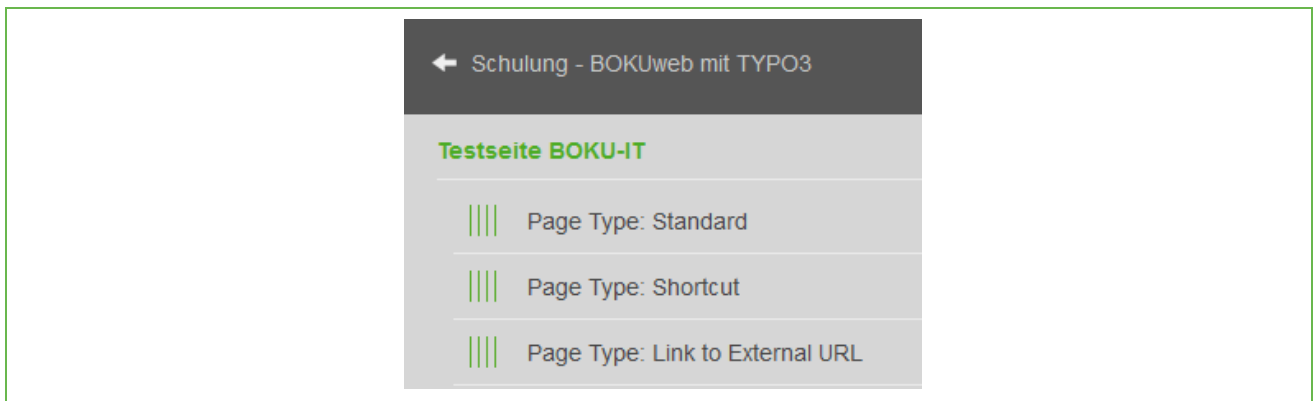 Schulung - BOKUweb mit TYPO3
Testseite BOKU-IT
Page Type: Standard
Page Type: Shortcut
Page Type: Link to External URL